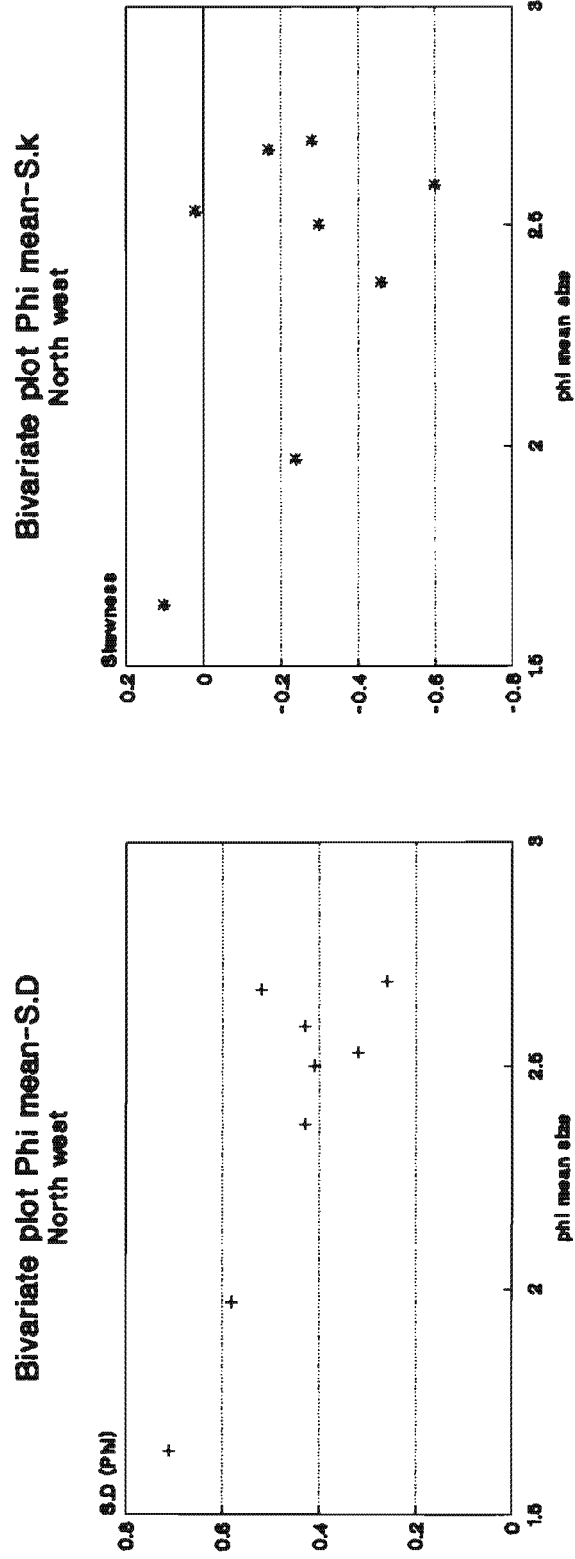 Bivariate plot Phi mean-S.D
North west
S.D (Phi)
0.8
0.6
0.4
0.2
0
1.5
2
2.5
3
phi mean size
Bivariate plot Phi mean-S.k
North west
Skewness
0.2
0
-0.2
-0.4
-0.6
-0.8
1.5
2
2.5
3
phi mean size